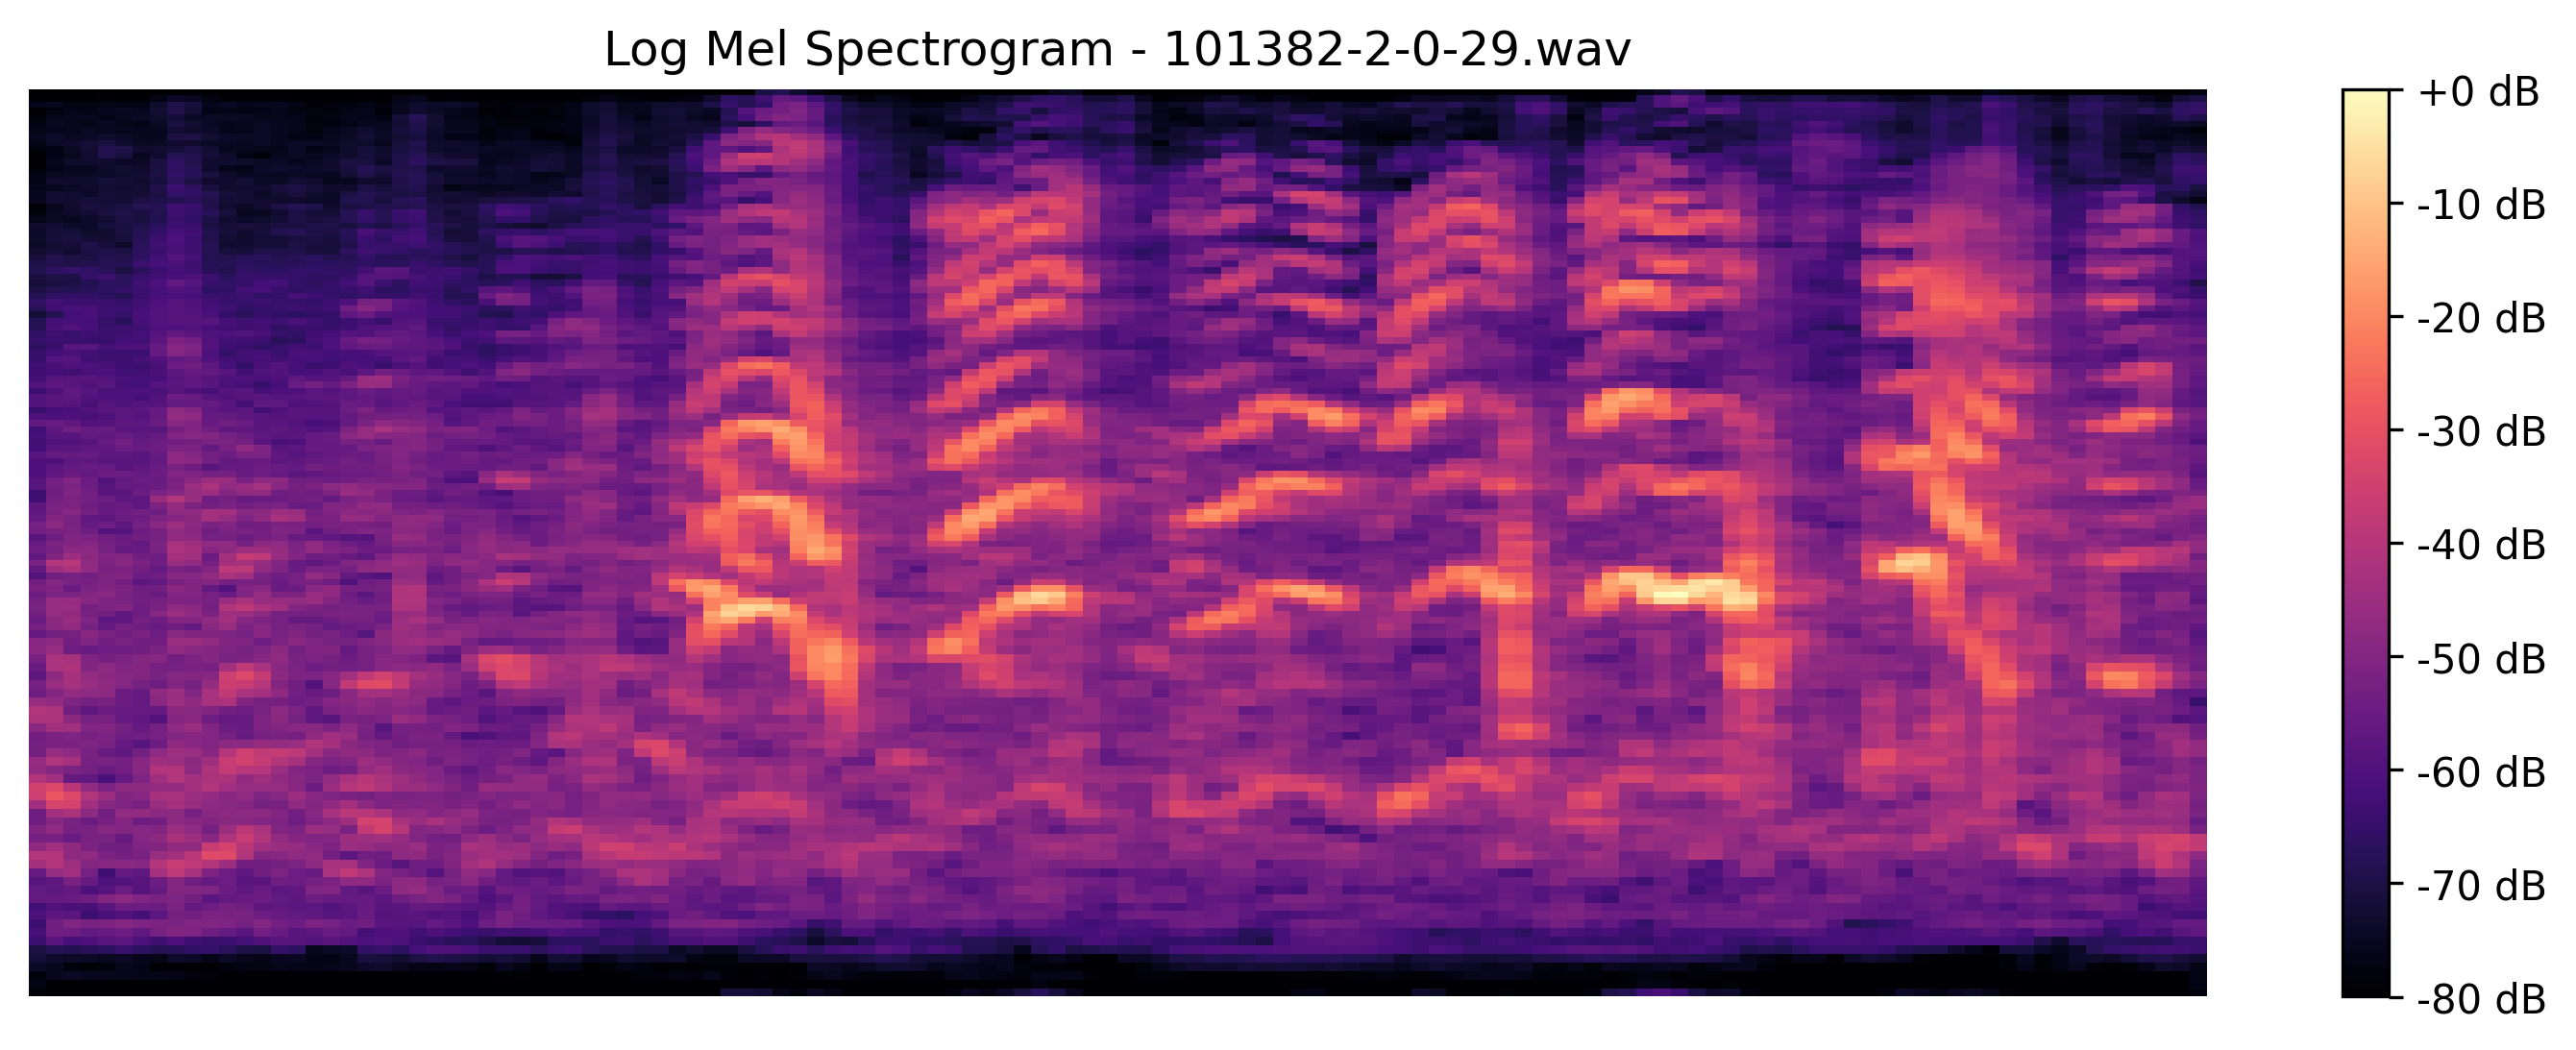 Log Mel Spectrogram - 101382-2-0-29.wav
+0 dB
-10 dB
-20 dB
-30 dB
-40 dB
-50 dB
-60 dB
-70 dB
-80 dB